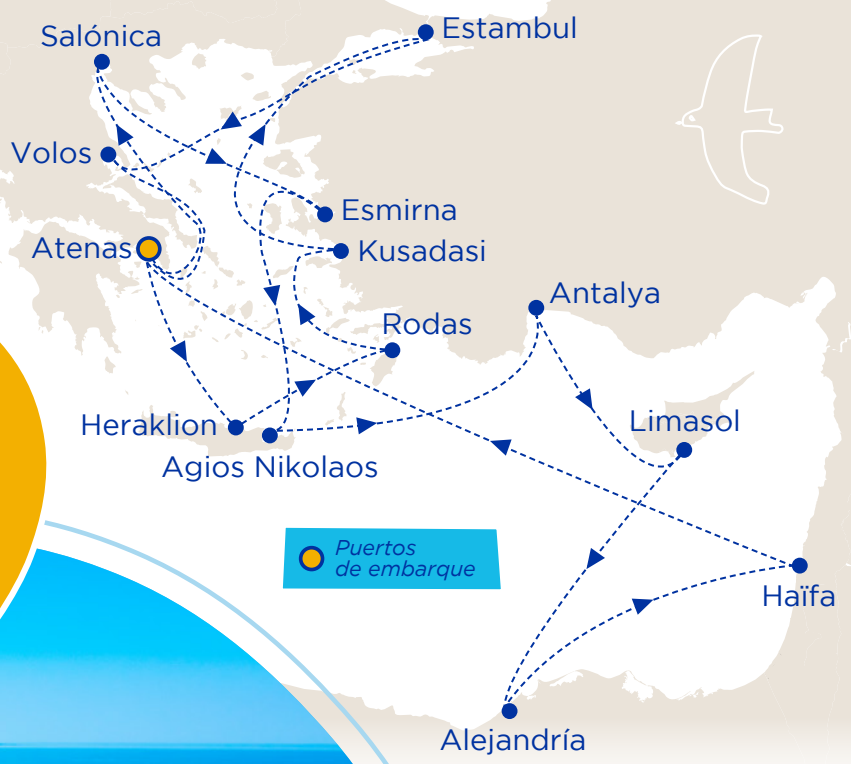 Estambul
Salónica
Volos
Esmirna
Atenas
Kusadasi
Antalya
Rodas
Heraklion
Limasol
Agios Nikolaos
Puertos
de embarque
Haïfa
Alejandría